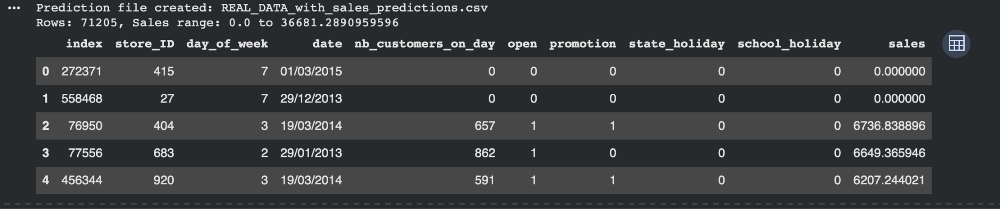 Prediction file created: REAL_DATA_with_sales_predictions.csv
Rows: 71205, Sales range: 0.0 to 36681.2890959596
index store_ID day_of_week date nb_customers_on_day open promotion state_holiday school_holiday sales
0 272371 415 7 01/03/2015 0 0 0 0 0 0.000000
1 558468 27 7 29/12/2013 0 0 0 0 0 0.000000
2 76950 404 3 19/03/2014 657 1 1 0 0 6736.838896
3 77556 683 2 29/01/2013 862 1 0 0 0 6649.365946
4 456344 920 3 19/03/2014 591 1 1 0 0 6207.244021